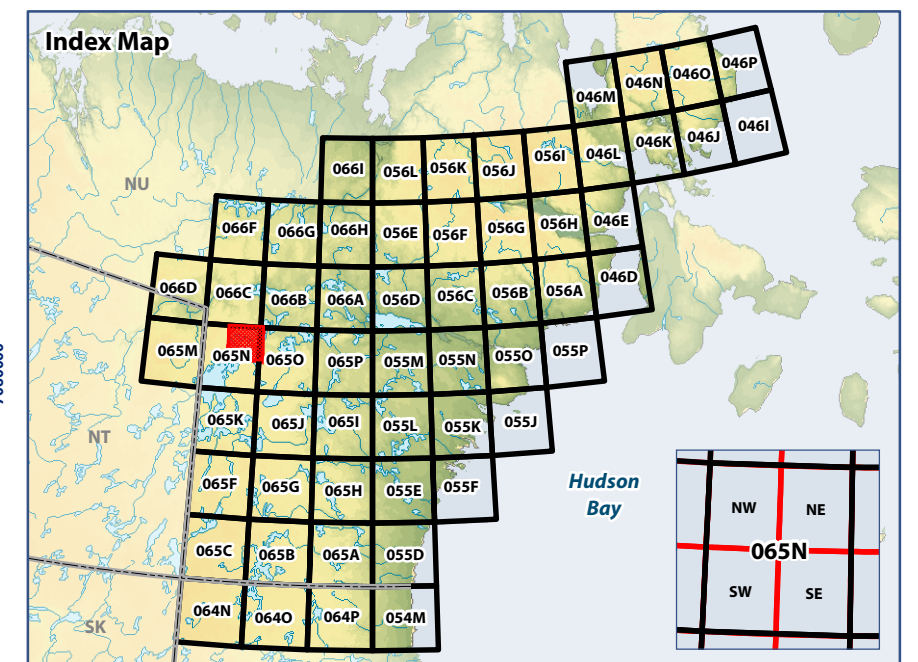 Index Map
046M 046N 046O 046P
066I 056L 056K 056J 056I 046L 046K 046J 046I
NU
066F 066G 066H 056E 056F 056G 056H 046E
066D 066C 066B 066A 056D 056C 056B 056A 046D
065M 065N 065O 065P 055M 055N 055O 055P
NT
065K 065J 065I 055L 055K 055J
065F 065G 065H 055E 055F
Hudson
Bay
065C 065B 065A 055D
064N 064O 064P 054M
SK
NW NE
065N
SW SE